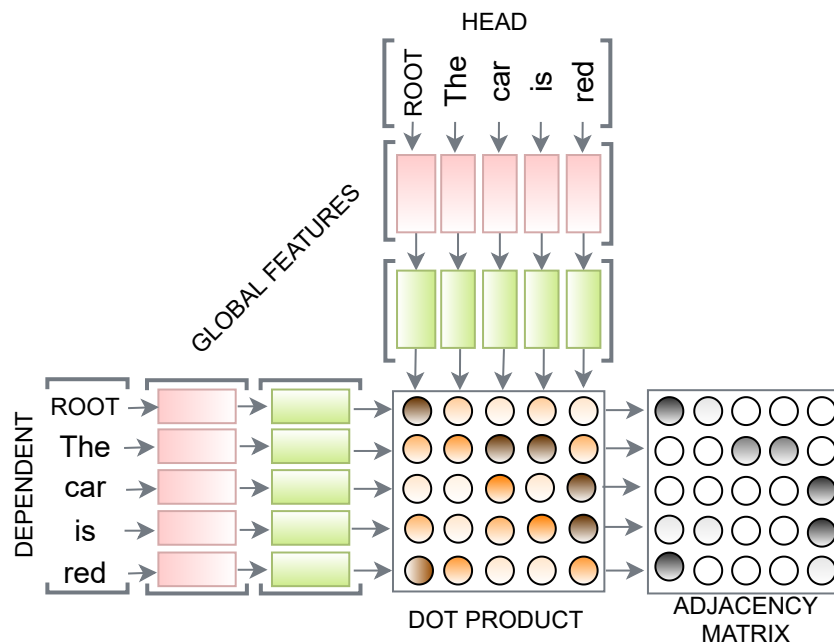 HEAD
ROOT The car is red
GLOBAL FEATURES
DEPENDENT
ROOT
The
car
is
red
DOT PRODUCT
ADJACENCY
MATRIX